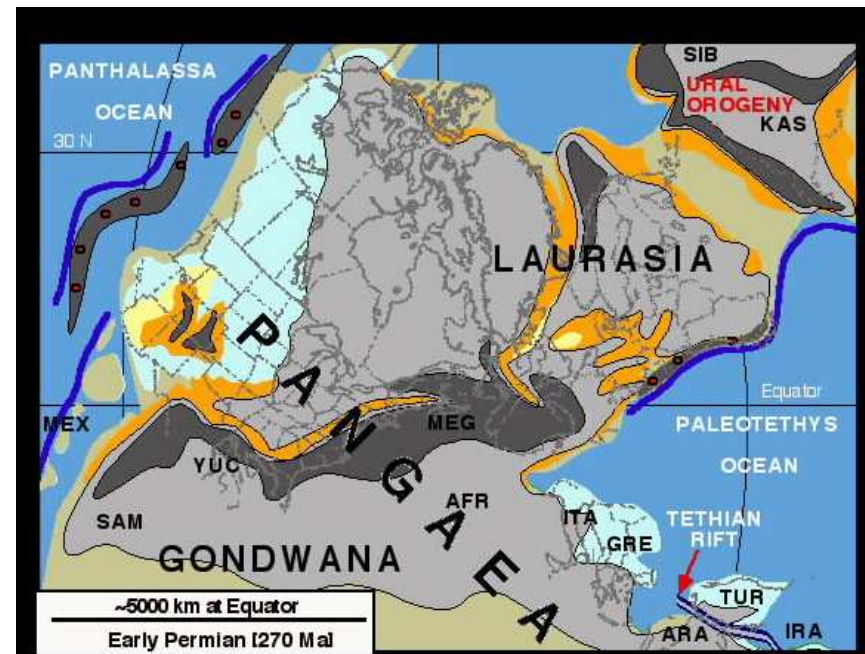 PANTHALASSA
OCEAN
30 N
SIB
URAL
OROGENY
KAS
LAURASIA
PANGAEA
Equator
MEX
MEG
PALEOTETHYS
OCEAN
YUC
AFR
SAM
ITA
GRE
TETHIAN
RIFT
GONDWANA
TUR
ARA
IRA
~5000 km at Equator
Early Permian [270 Ma]